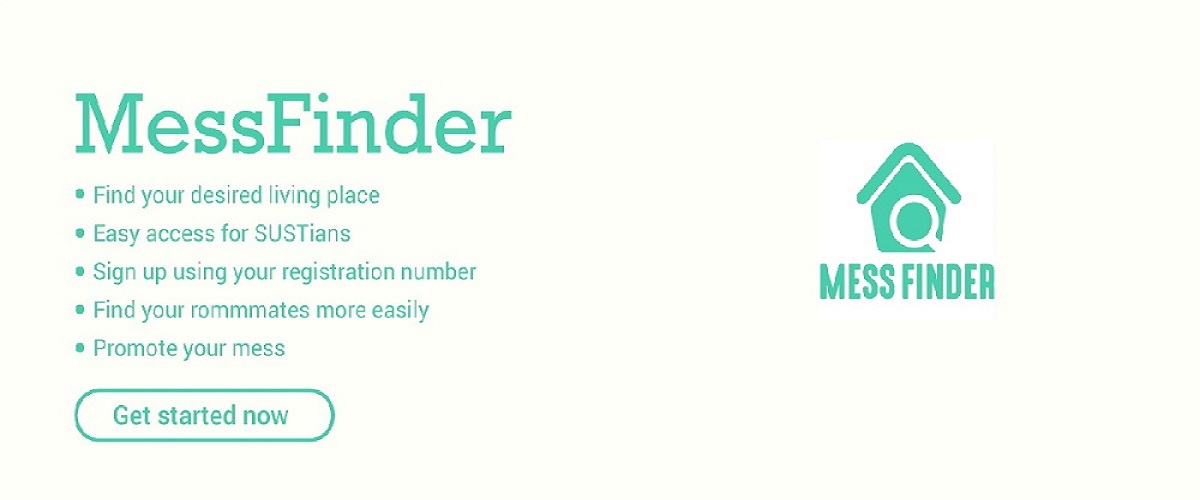 MessFinder
• Find your desired living place
• Easy access for SUSTians
• Sign up using your registration number
• Find your rommmates more easily
• Promote your mess
Get started now
MESS FINDER